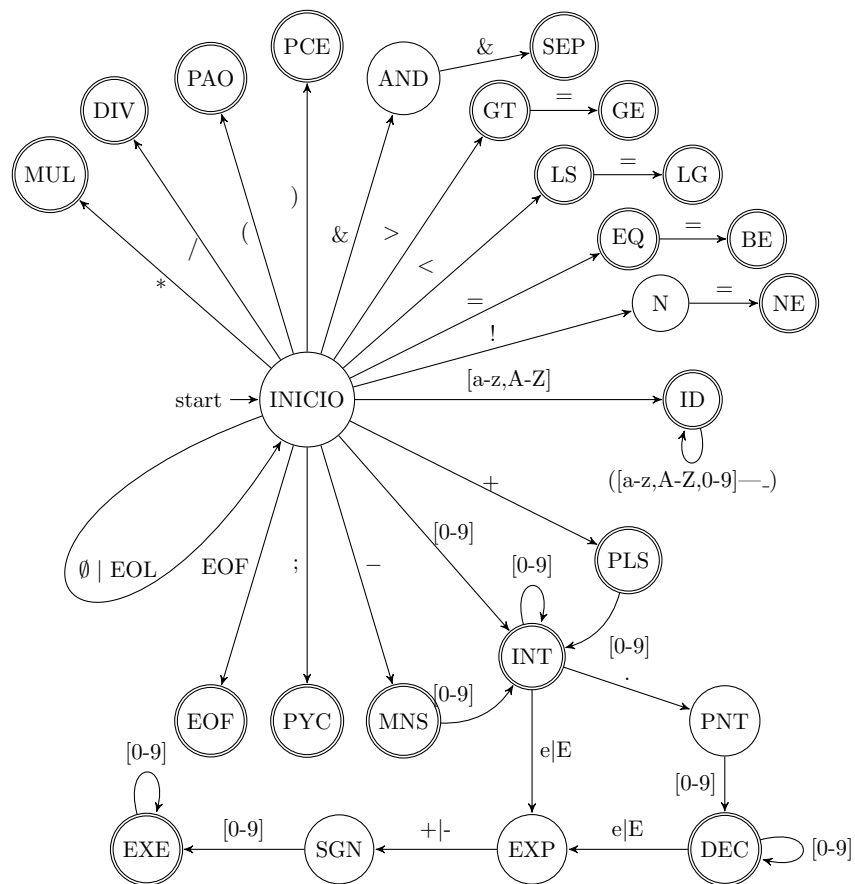 PCE
&
SEP
PAO
AND
DIV
GT
=
GE
MUL
LS
=
LG
)
(
&
>
/
<
EQ
=
BE
*
=
N
=
NE
!
start
INICIO
[a-z,A-Z]
ID
([a-z,A-Z,0-9]—_)
+
[0-9]
∅ | EOL
EOF
;
−
[0-9]
PLS
INT
[0-9]
.
[0-9]
EOF
PYC
MNS
PNT
[0-9]
e|E
[0-9]
EXE
[0-9]
SGN
+|-
EXP
e|E
DEC
[0-9]